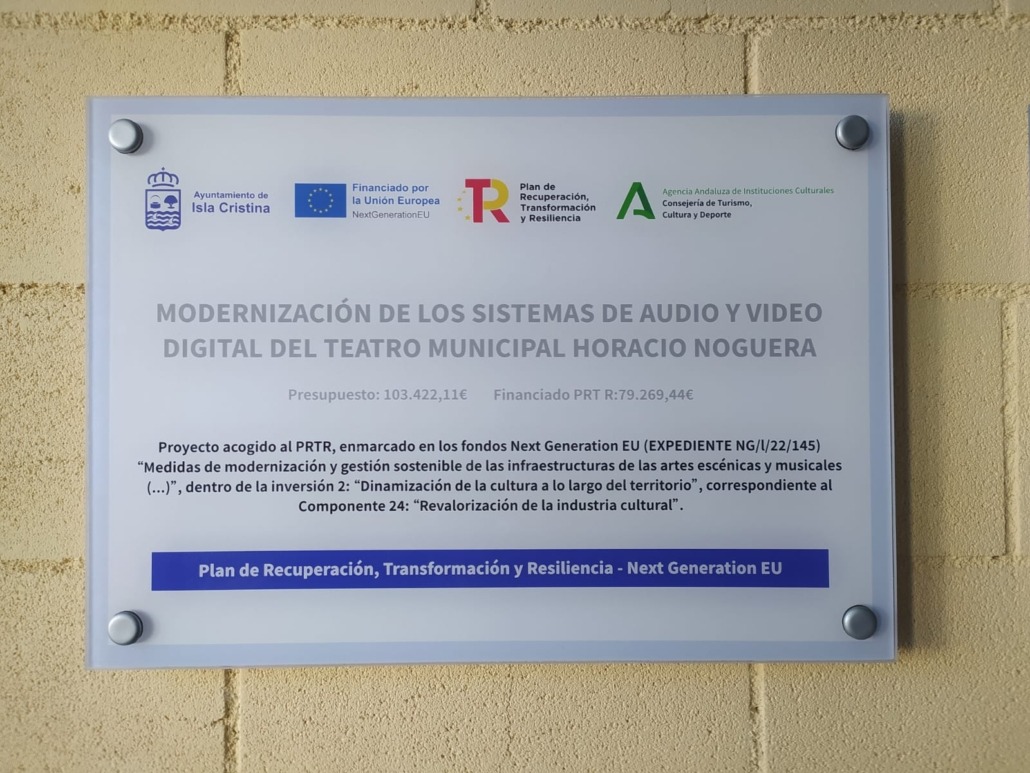 Ayuntamiento de
Isla Cristina
Financiado por
la Unión Europea
NextGenerationEU
TR
Plan de
Recuperación,
Transformación
y Resiliencia
A
Agencia Andaluza de Instituciones Culturales
Consejería de Turismo,
Cultura y Deporte
MODERNIZACIÓN DE LOS SISTEMAS DE AUDIO Y VIDEO
DIGITAL DEL TEATRO MUNICIPAL HORACIO NOGUERA
Presupuesto: 103.422,11€ Financiado PRT R:79.269,44€
Proyecto acogido al PRTR, enmarcado en los fondos Next Generation EU (EXPEDIENTE NG/l/22/145)
“Medidas de modernización y gestión sostenible de las infraestructuras de las artes escénicas y musicales
(...)”, dentro de la inversión 2: “Dinamización de la cultura a lo largo del territorio”, correspondiente al
Componente 24: “Revalorización de la industria cultural”.
Plan de Recuperación, Transformación y Resiliencia - Next Generation EU